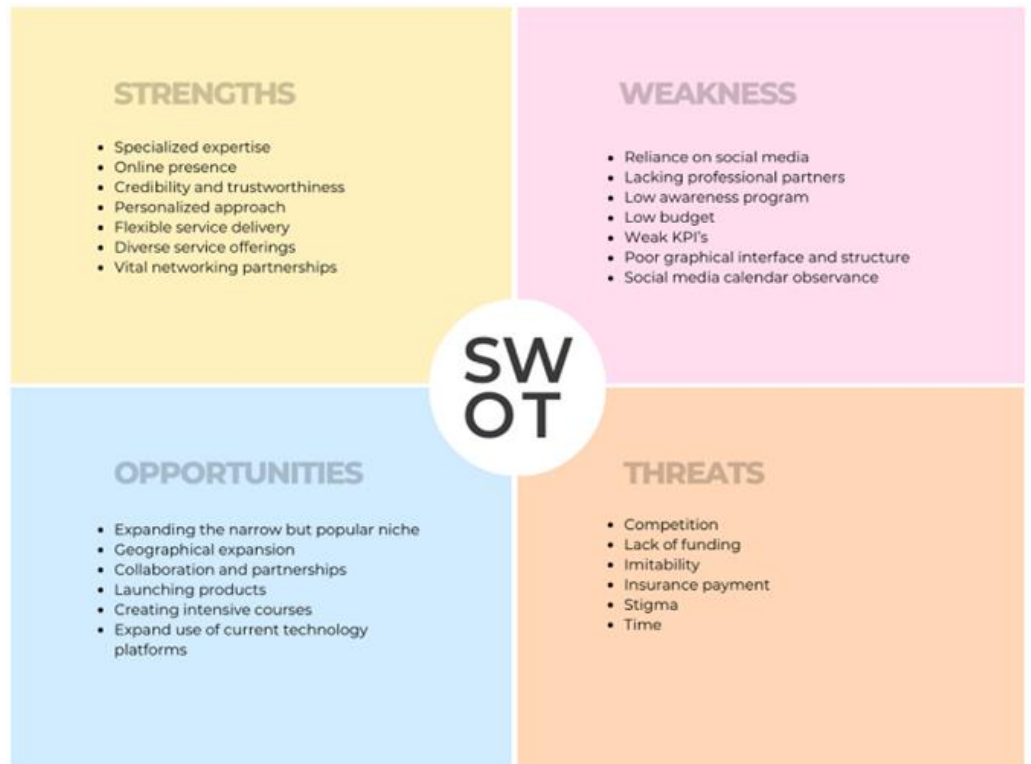 STRENGTHS
• Specialized expertise
• Online presence
• Credibility and trustworthiness
• Personalized approach
• Flexible service delivery
• Diverse service offerings
• Vital networking partnerships
WEAKNESS
• Reliance on social media
• Lacking professional partners
• Low awareness program
• Low budget
• Weak KPI's
• Poor graphical interface and structure
• Social media calendar observance
SW
OT
OPPORTUNITIES
• Expanding the narrow but popular niche
• Geographical expansion
• Collaboration and partnerships
• Launching products
• Creating intensive courses
• Expand use of current technology
platforms
THREATS
• Competition
• Lack of funding
• Imitability
• Insurance payment
• Stigma
• Time